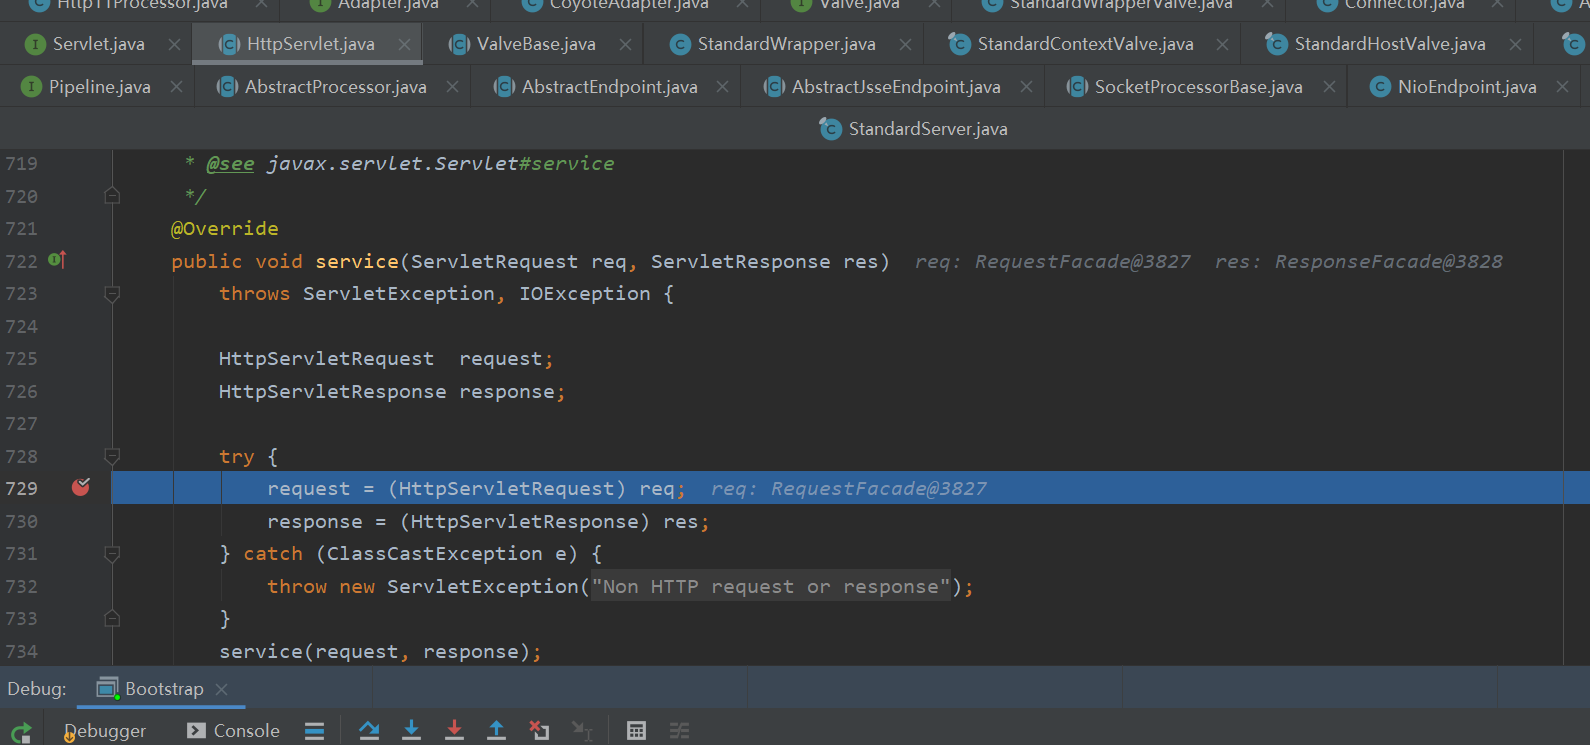 HttpTTProcessor.java Adapter.java CoyoteAdapter.java Valve.java StandardWrapperValve.java Connector.java
Servlet.java HttpServlet.java ValveBase.java StandardWrapper.java StandardContextValve.java StandardHostValve.java
Pipeline.java AbstractProcessor.java AbstractEndpoint.java AbstractJsseEndpoint.java SocketProcessorBase.java NioEndpoint.java
StandardServer.java
719 * @see javax.servlet.Servlet#service
720 */
721 @Override
722 public void service(ServletRequest req, ServletResponse res) req: RequestFacade@3827 res: ResponseFacade@3828
723 throws ServletException, IOException {
724
725 HttpServletRequest request;
726 HttpServletResponse response;
727
728 try {
729 request = (HttpServletRequest) req; req: RequestFacade@3827
730 response = (HttpServletResponse) res;
731 } catch (ClassCastException e) {
732 throw new ServletException("Non HTTP request or response");
733 }
734 service(request, response);
Debug: Bootstrap
Debugger Console